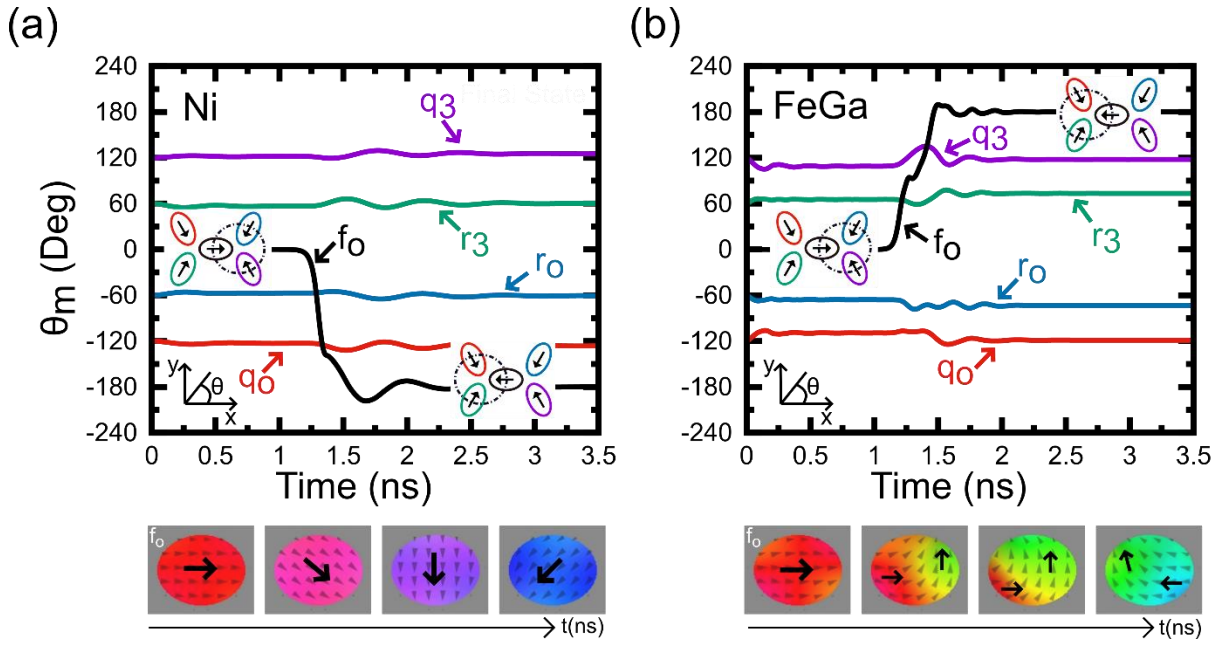 (a)
240
180
120
60
0
-60
-120
-180
-240
θm (Deg)
Ni
Final State
q3
r3
fo
ro
qo
y
θ
x
0 0.5 1 1.5 2 2.5 3 3.5
Time (ns)
fo
t(ns)
(b)
240
180
120
60
0
-60
-120
-180
-240
FeGa
q3
r3
fo
ro
qo
y
θ
x
0 0.5 1 1.5 2 2.5 3 3.5
Time (ns)
fo
t(ns)